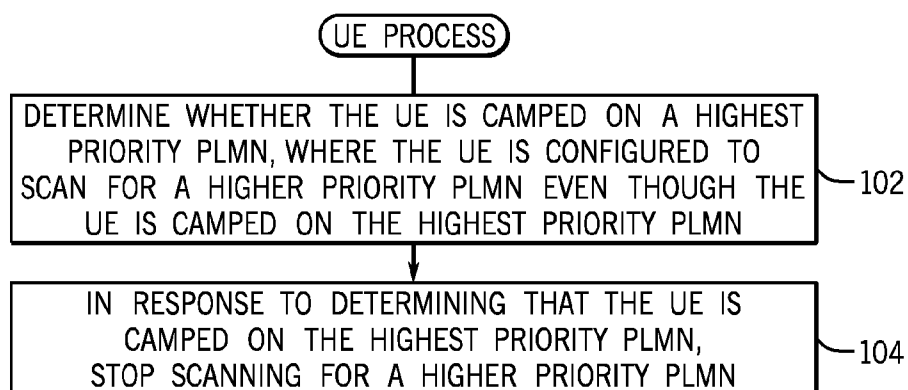 UE PROCESS
DETERMINE WHETHER THE UE IS CAMPED ON A HIGHEST
PRIORITY PLMN, WHERE THE UE IS CONFIGURED TO
SCAN FOR A HIGHER PRIORITY PLMN EVEN THOUGH THE
UE IS CAMPED ON THE HIGHEST PRIORITY PLMN
102
IN RESPONSE TO DETERMINING THAT THE UE IS
CAMPED ON THE HIGHEST PRIORITY PLMN,
STOP SCANNING FOR A HIGHER PRIORITY PLMN
104